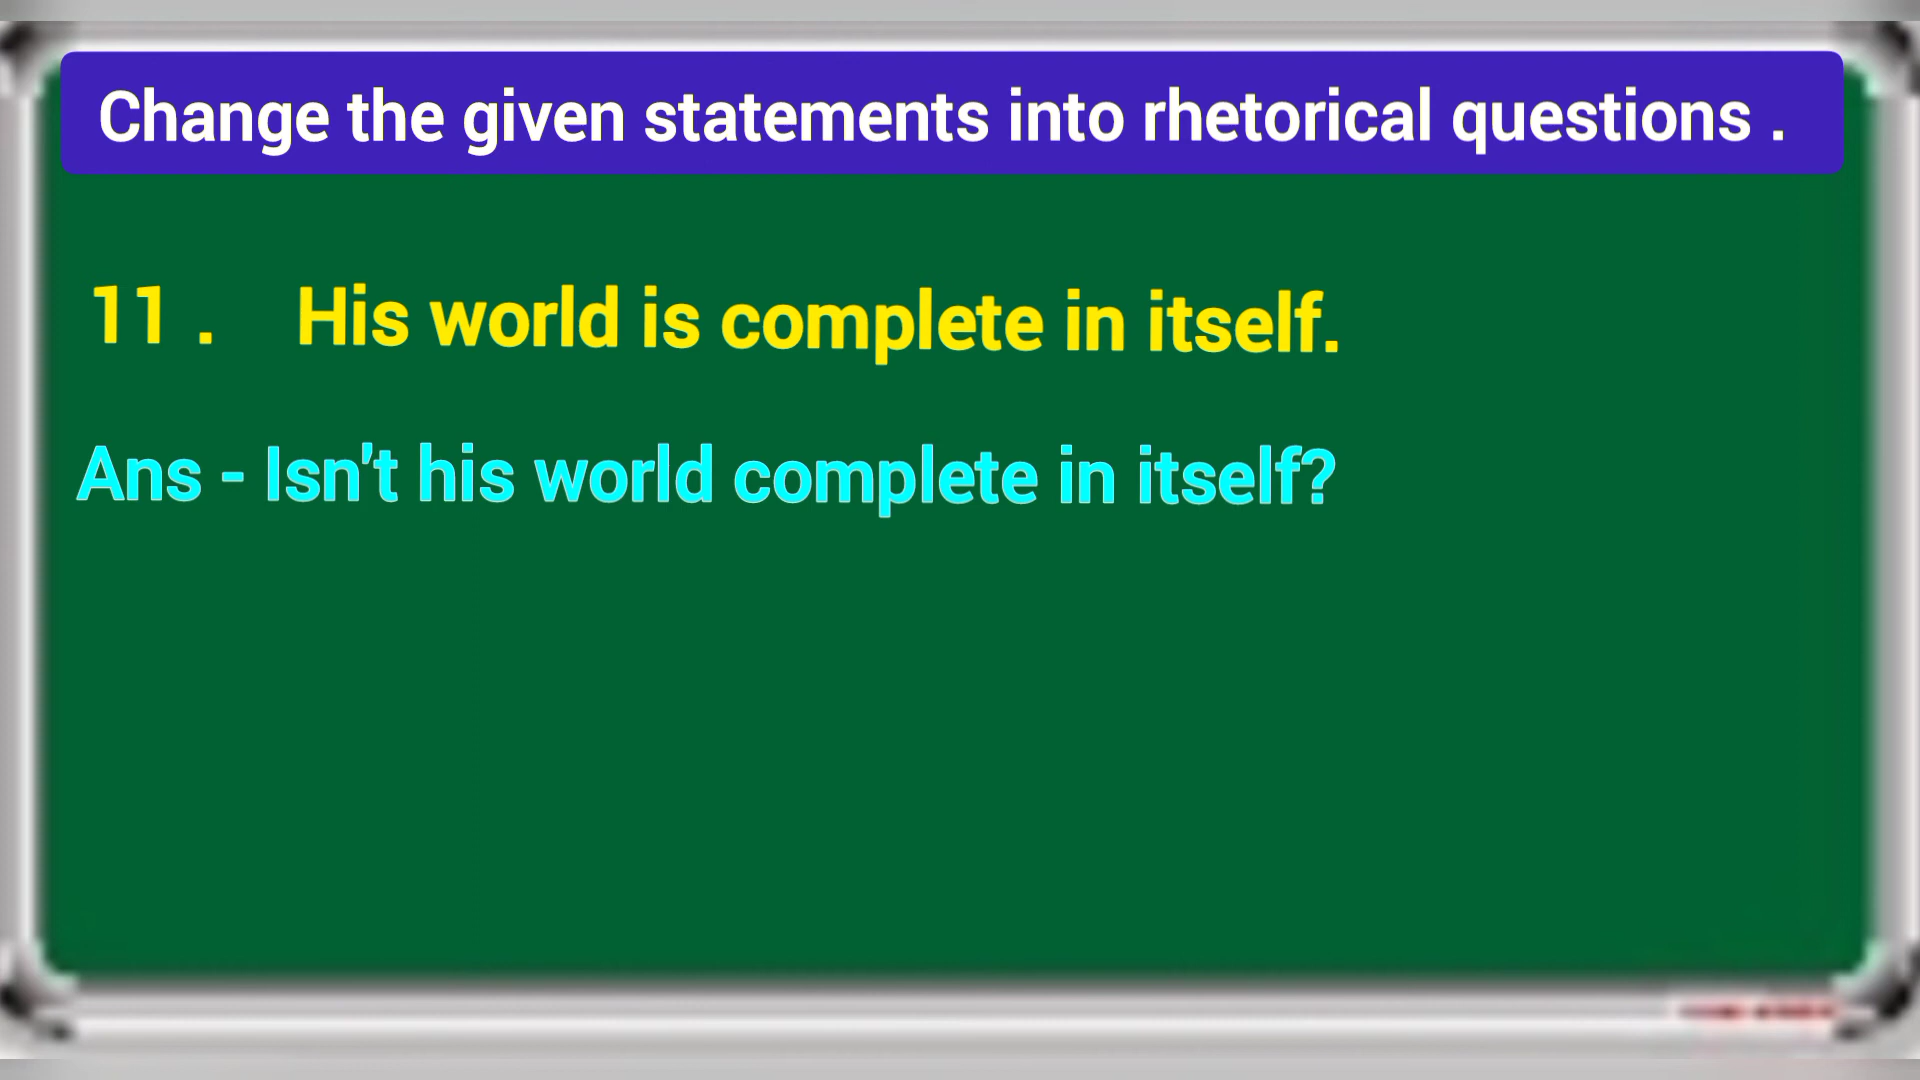 Change the given statements into rhetorical questions .
11 . His world is complete in itself.
Ans - Isn't his world complete in itself?